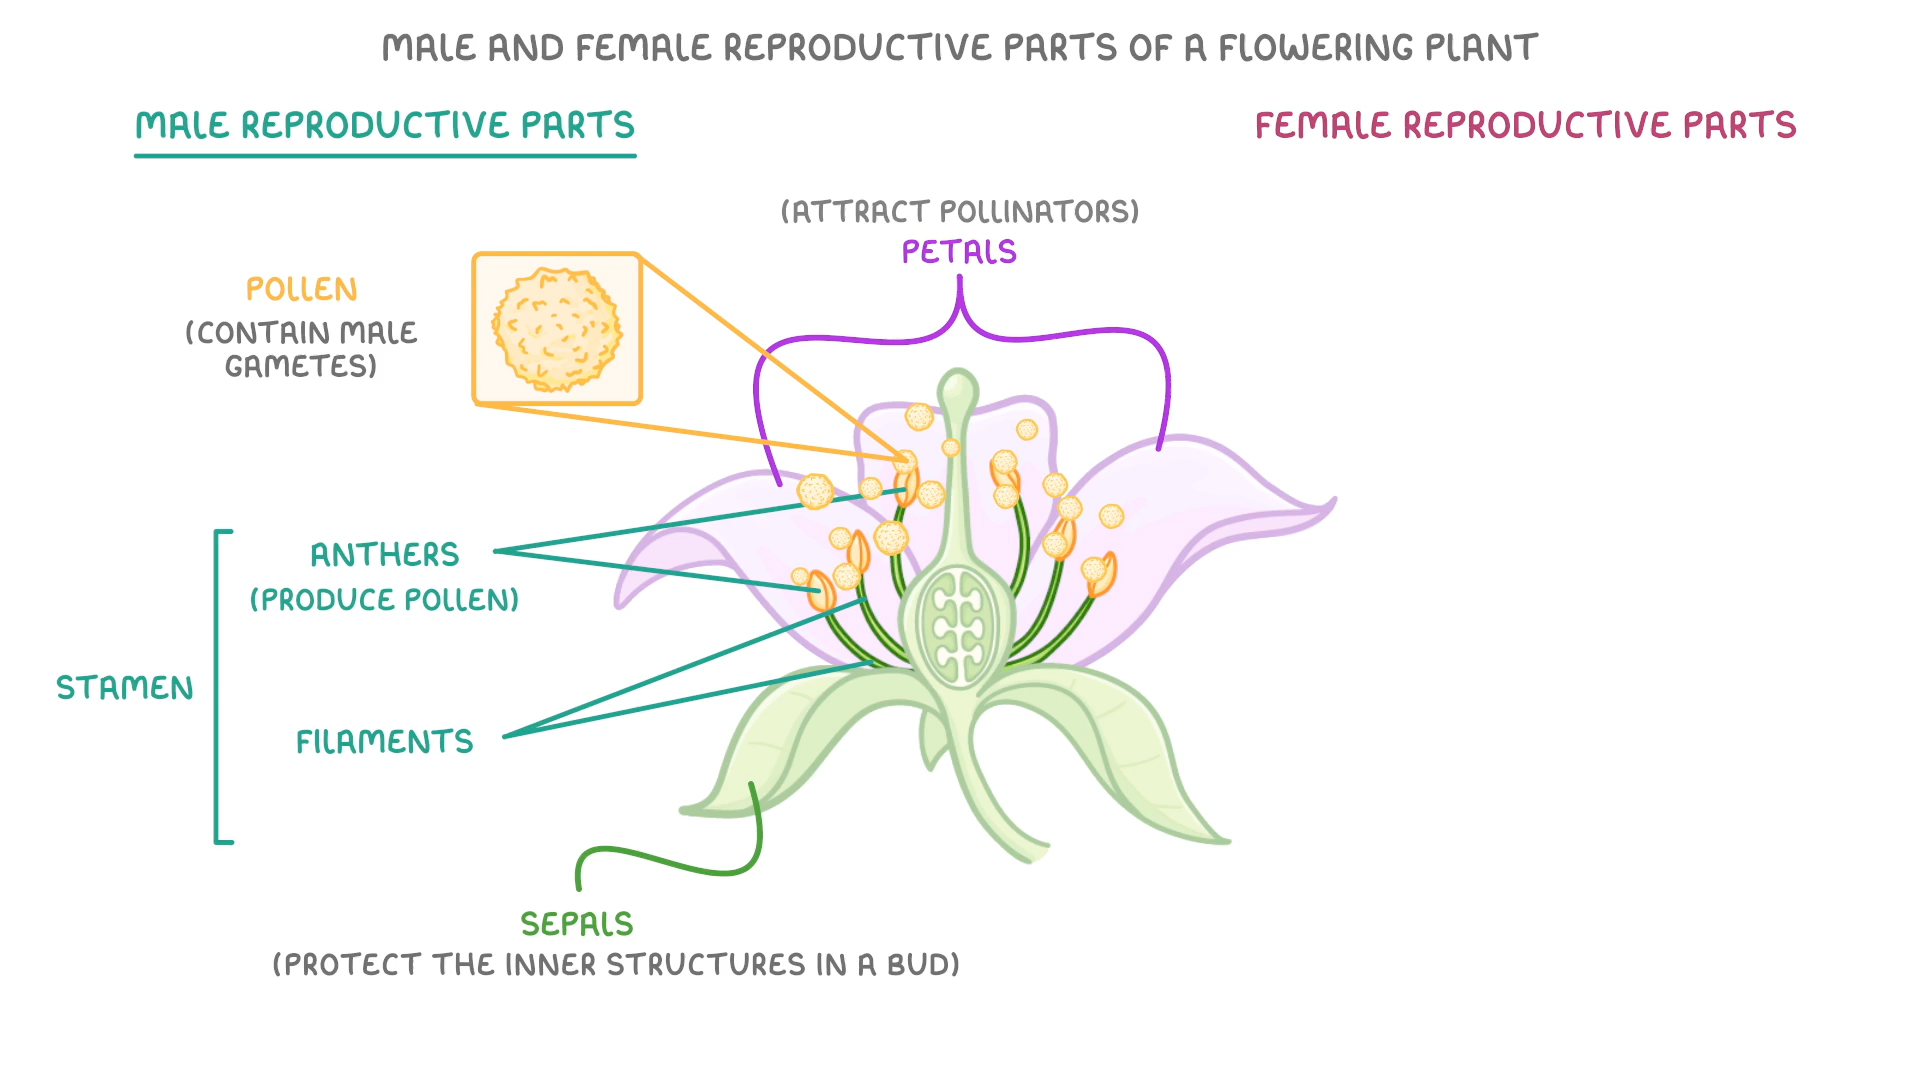 MALE AND FEMALE REPRODUCTIVE PARTS OF A FLOWERING PLANT
MALE REPRODUCTIVE PARTS
FEMALE REPRODUCTIVE PARTS
(ATTRACT POLLINATORS)
PETALS
POLLEN
(CONTAIN MALE
GAMETES)
ANTHERS
(PRODUCE POLLEN)
STAMEN
FILAMENTS
SEPALS
(PROTECT THE INNER STRUCTURES IN A BUD)